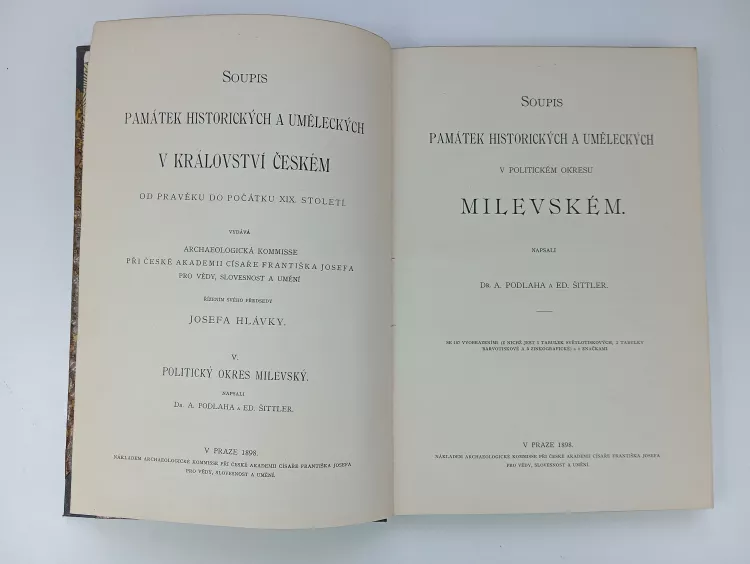 SOUPIS
PAMÁTEK HISTORICKÝCH A UMĚLECKÝCH
V KRÁLOVSTVÍ ČESKÉM
OD PRAVĚKU DO POČÁTKU XIX. STOLETÍ.
VYDÁVÁ
ARCHAEOLOGICKÁ KOMMISSE
PŘI ČESKÉ AKADEMII CÍSAŘE FRANTIŠKA JOSEFA
PRO VĚDY, SLOVESNOST A UMĚNÍ
ŘÍZENÍM SVÉHO PŘEDSEDY
JOSEFA HLÁVKY.
V.
POLITICKÝ OKRES MILEVSKÝ.
NAPSALI
DR. A. PODLAHA A ED. ŠITTLER.
V PRAZE 1898.
NÁKLADEM ARCHAEOLOGICKÉ KOMMISSE PŘI ČESKÉ AKADEMII CÍSAŘE FRANTIŠKA JOSEFA
PRO VĚDY, SLOVESNOST A UMĚNÍ.
SOUPIS
PAMÁTEK HISTORICKÝCH A UMĚLECKÝCH
V POLITICKÉM OKRESU
MILEVSKÉM.
NAPSALI
DR. A. PODLAHA A ED. ŠITTLER.
V PRAZE 1898.
NÁKLADEM ARCHAEOLOGICKÉ KOMMISSE PŘI ČESKÉ AKADEMII CÍSAŘE FRANTIŠKA JOSEFA
PRO VĚDY, SLOVESNOST A UMĚNÍ.